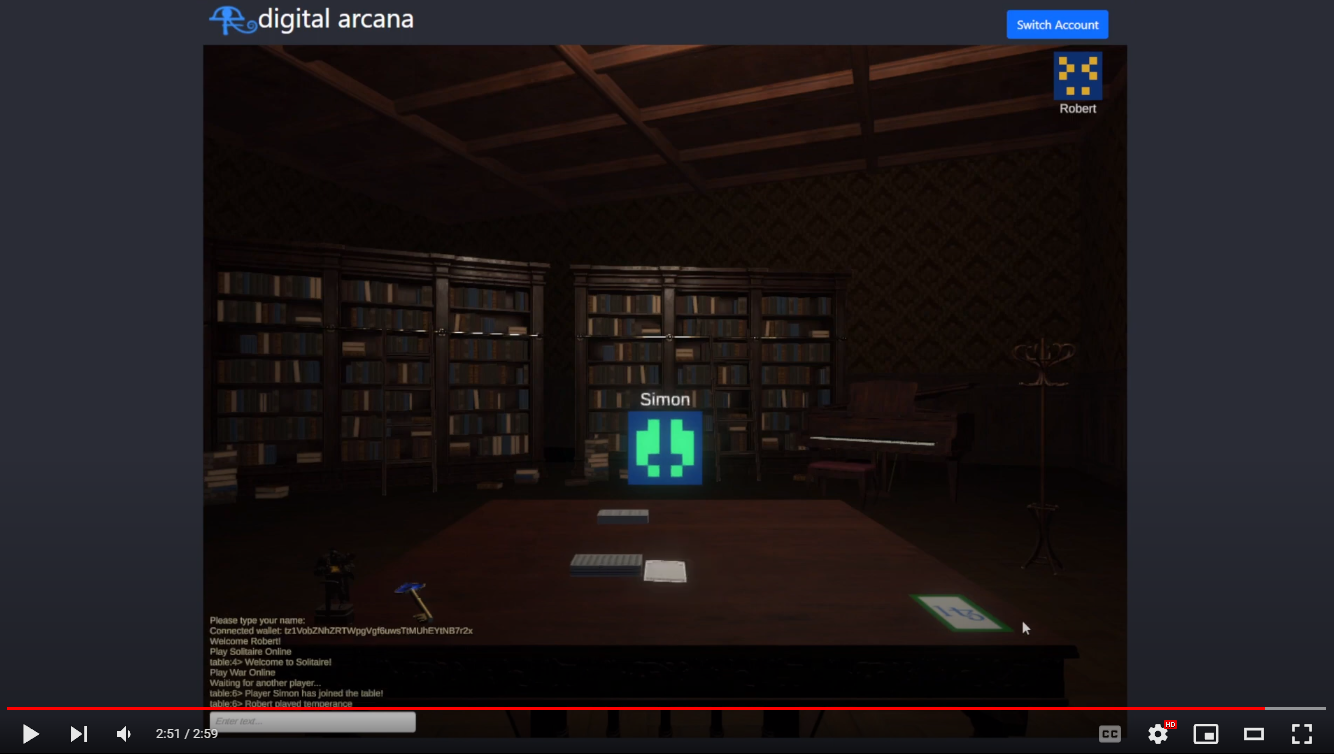 digital arcana
Switch Account
Robert
Simon
Please type your name:
Connected wallet: tz1VobZNhZRTWpgVgf6uwsTtMUhEYtNB7r2x
Welcome Robert!
Play Solitaire Online
table:4> Welcome to Solitaire!
Play War Online
Waiting for another player...
table:6> Player Simon has joined the table!
table:6> Robert played temperance
Enter text...
2:51 / 2:59
CC
HD